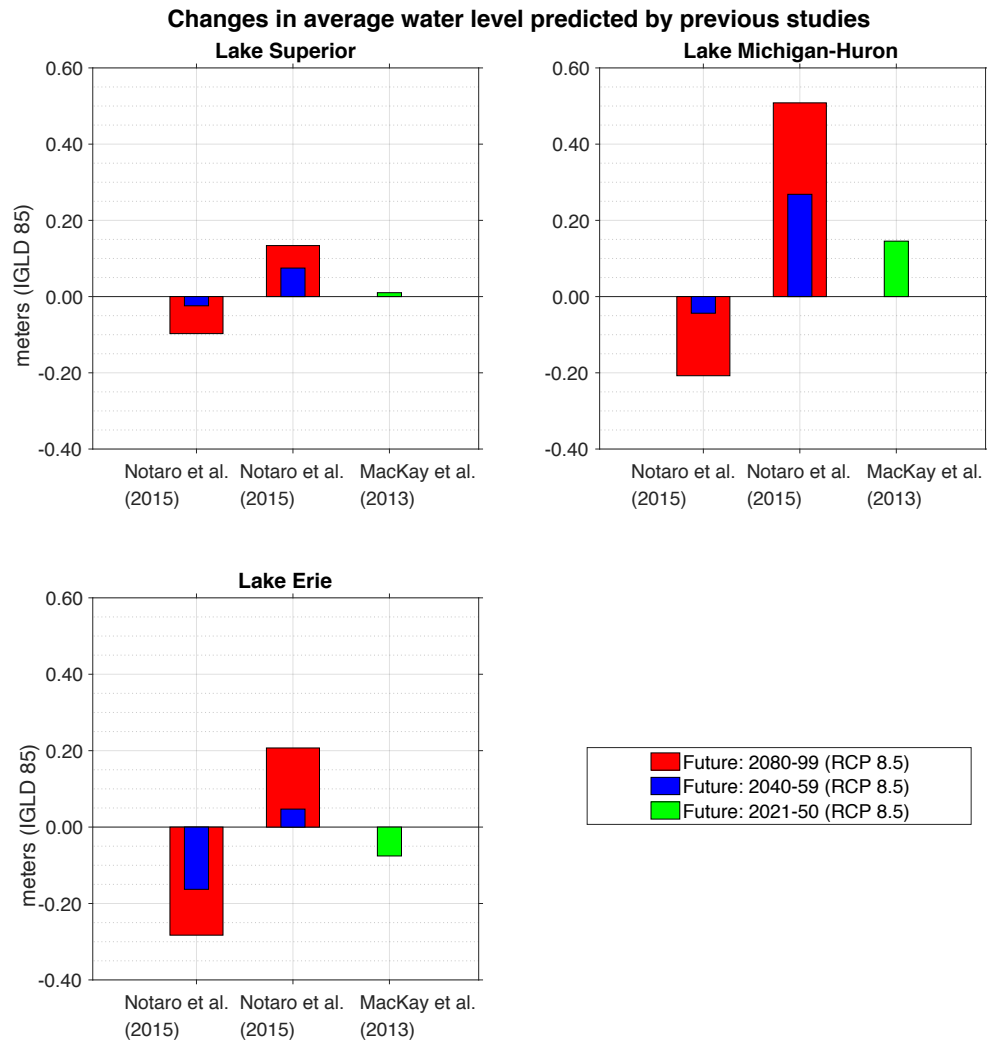 Changes in average water level predicted by previous studies
Lake Superior
meters (IGLD 85)
0.60
0.40
0.20
0.00
-0.20
-0.40
Notaro et al. (2015)
Notaro et al. (2015)
MacKay et al. (2013)
Lake Michigan-Huron
0.60
0.40
0.20
0.00
-0.20
-0.40
Notaro et al. (2015)
Notaro et al. (2015)
MacKay et al. (2013)
Lake Erie
meters (IGLD 85)
0.60
0.40
0.20
0.00
-0.20
-0.40
Notaro et al. (2015)
Notaro et al. (2015)
MacKay et al. (2013)
Future: 2080-99 (RCP 8.5)
Future: 2040-59 (RCP 8.5)
Future: 2021-50 (RCP 8.5)